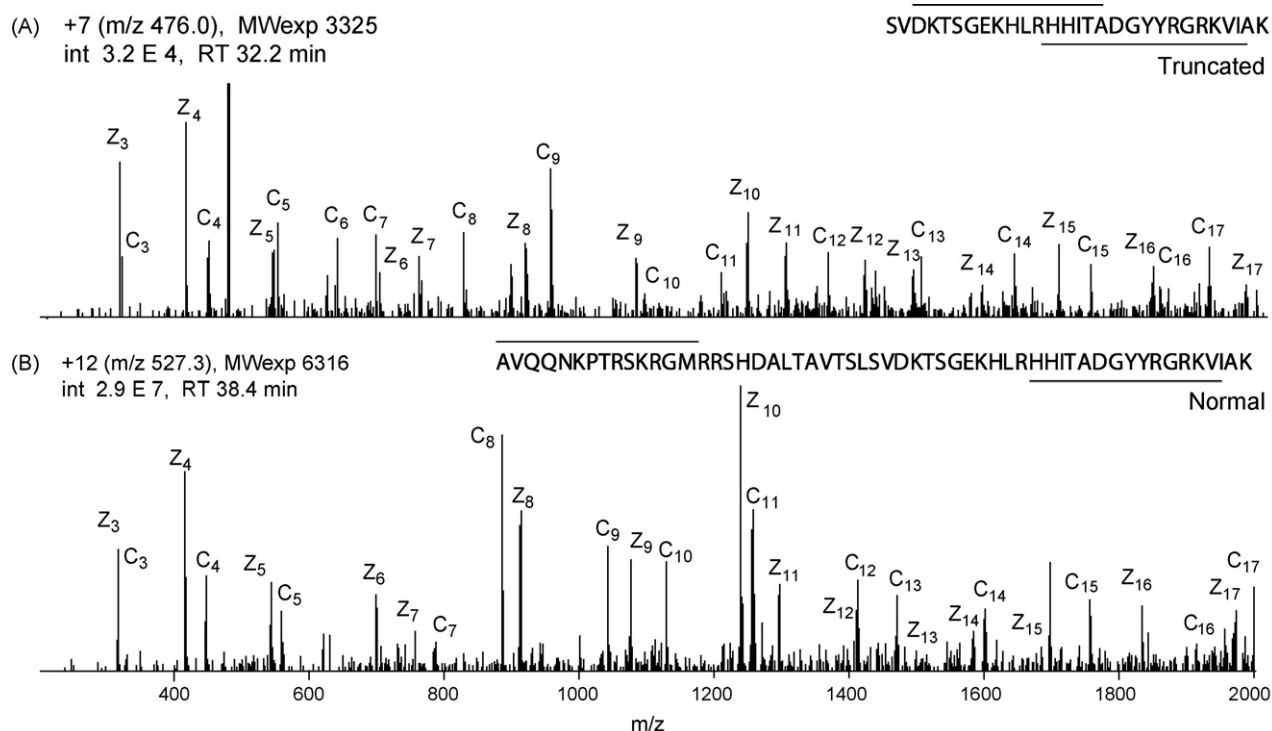 (A) +7 (m/z 476.0), MWexp 3325
int 3.2 E 4, RT 32.2 min
SVDKTSGEKHLRHHITADGYYRGRKVIAK
Truncated
Z3 C3 Z4 C4 Z5 C5 C6 C7 Z6 Z7 C8 Z8 C9 Z9 C10 C11 Z10 Z11 C12 Z12 Z13 C13 Z14 C14 Z15 C15 Z16 C16 C17 Z17
(B) +12 (m/z 527.3), MWexp 6316
int 2.9 E 7, RT 38.4 min
AVQQNKPTRSKRGMRRSHDALTAVTSLSVDKTSGEKHLRHHITADGYYRGRKVIAK
Normal
Z3 C3 Z4 C4 Z5 C5 Z6 Z7 C7 C8 Z8 C9 Z9 C10 Z10 C11 Z11 Z12 C12 C13 Z13 Z14 C14 Z15 C15 Z16 C16 Z17 C17
400 600 800 1000 1200 1400 1600 1800 2000
m/z